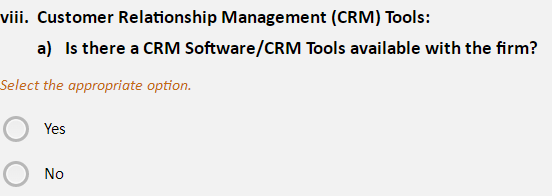 viii. Customer Relationship Management (CRM) Tools:
a) Is there a CRM Software/CRM Tools available with the firm?
Select the appropriate option.
Yes
No